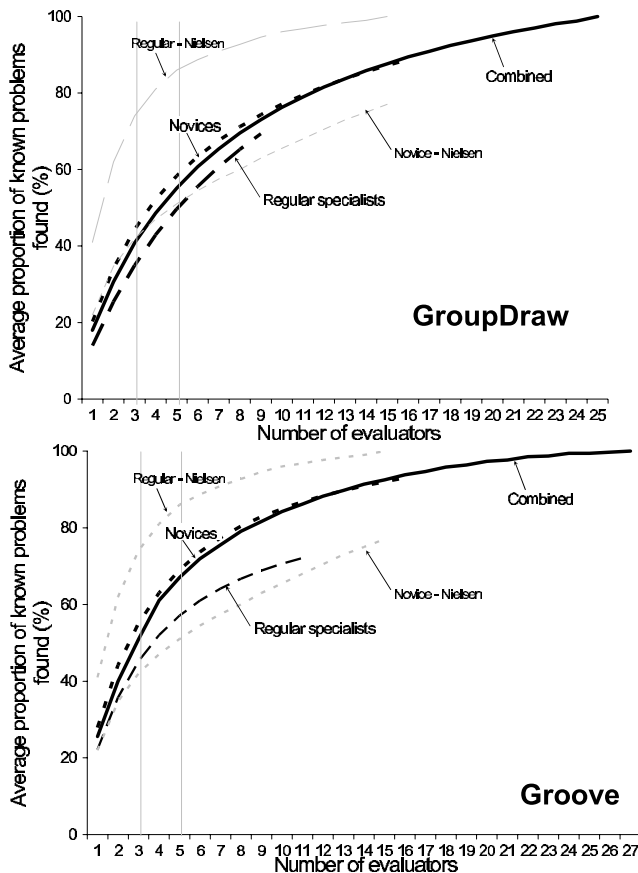 Average proportion of known problems
found (%)
100
80
60
40
20
0
Regular – Nielsen
Combined
Novices
Novice – Nielsen
Regular specialists
GroupDraw
1 2 3 4 5 6 7 8 9 10 11 12 13 14 15 16 17 18 19 20 21 22 23 24 25
Number of evaluators
Average proportion of known problems
found (%)
100
80
60
40
20
0
Regular – Nielsen
Combined
Novices
Novice – Nielsen
Regular specialists
Groove
1 2 3 4 5 6 7 8 9 10 11 12 13 14 15 16 17 18 19 20 21 22 23 24 25 26 27
Number of evaluators